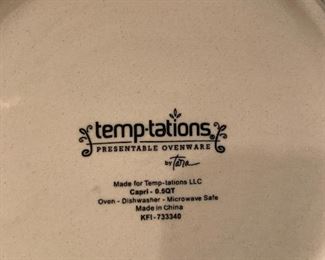 temp-tations
PRESENTABLE OVENWARE
by Tara
Made for Temp-tations LLC
Capri - 0.5QT
Oven - Dishwasher - Microwave Safe
Made in China
KFI-733340